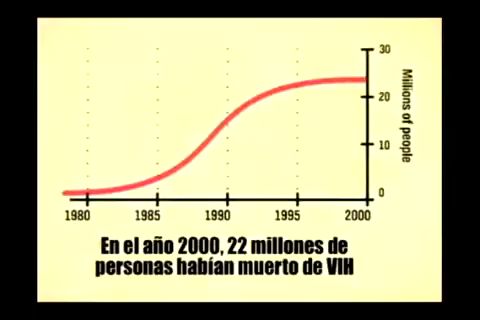 30
20
10
0
Millions of people
1980 1985 1990 1995 2000
En el año 2000, 22 millones de
personas habían muerto de VIH